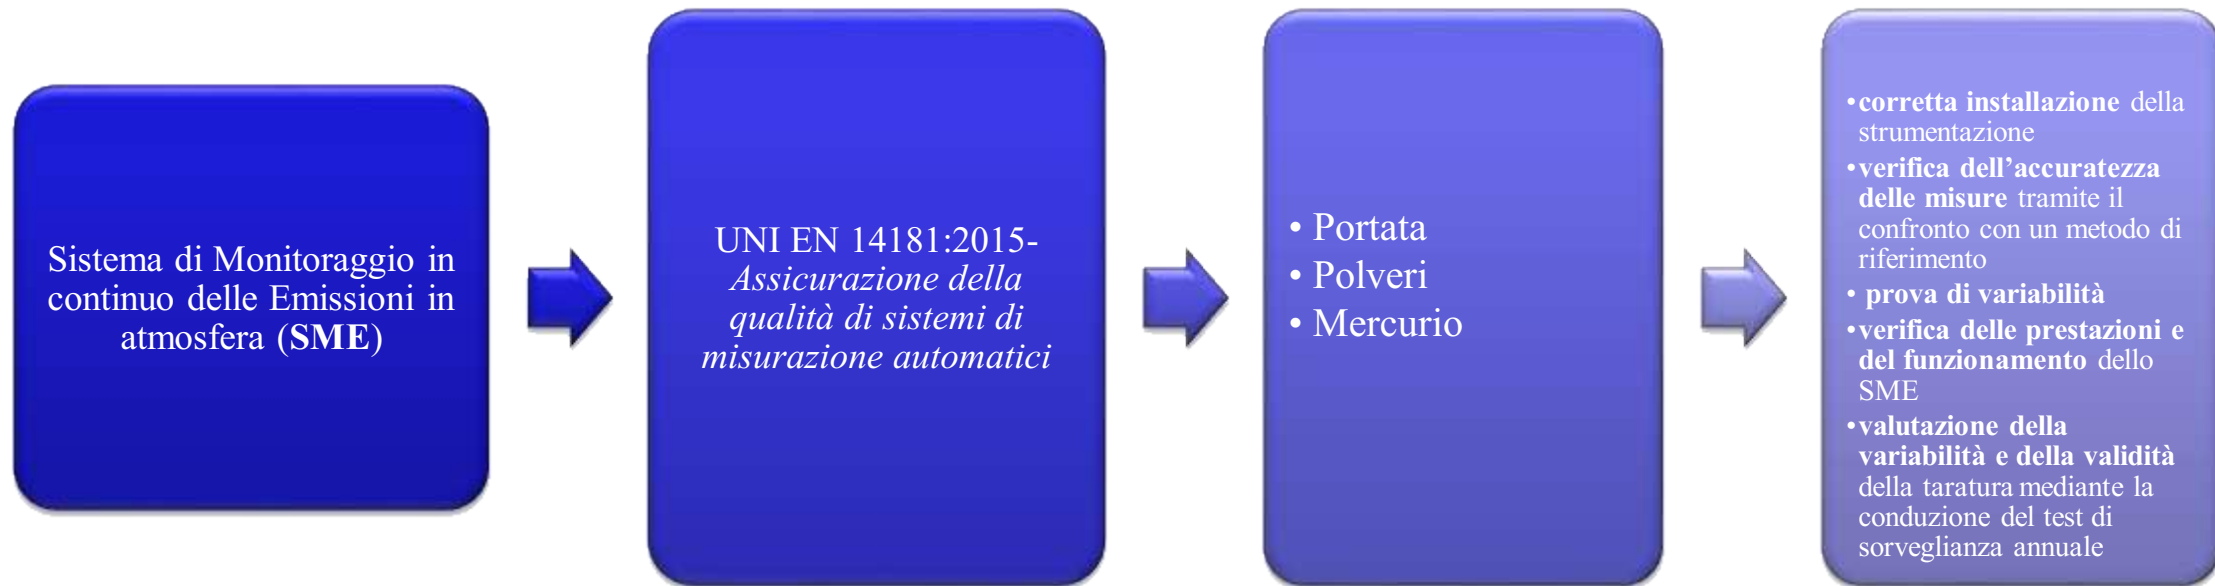 Sistema di Monitoraggio in
continuo delle Emissioni in
atmosfera (SME)
UNI EN 14181:2015-
Assicurazione della
qualità di sistemi di
misurazione automatici
• Portata
• Polveri
• Mercurio
•corretta installazione della
strumentazione
•verifica dell’accuratezza
delle misure tramite il
confronto con un metodo di
riferimento
• prova di variabilità
•verifica delle prestazioni e
del funzionamento dello
SME
•valutazione della
variabilità e della validità
della taratura mediante la
conduzione del test di
sorveglianza annuale